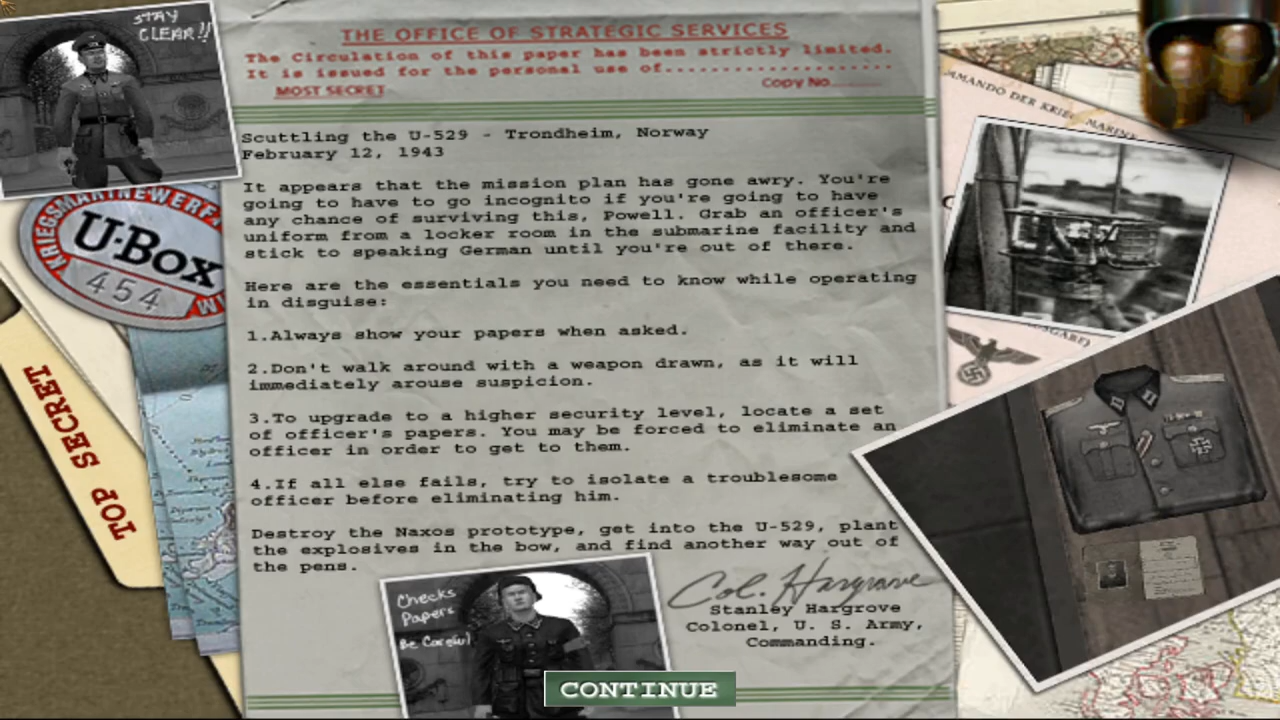 STAY
CLEAR!!
THE OFFICE OF STRATEGIC SERVICES
The Circulation of this paper has been strictly limited.
It is issued for the personal use of....................
MOST SECRET
Copy No.........
Scuttling the U-529 - Trondheim, Norway
February 12, 1943
It appears that the mission plan has gone awry. You're
going to have to go incognito if you're going to have
any chance of surviving this, Powell. Grab an officer's
uniform from a locker room in the submarine facility and
stick to speaking German until you're out of there.
Here are the essentials you need to know while operating
in disguise:
1.Always show your papers when asked.
2.Don't walk around with a weapon drawn, as it will
immediately arouse suspicion.
3.To upgrade to a higher security level, locate a set
of officer's papers. You may be forced to eliminate an
officer in order to get to them.
4.If all else fails, try to isolate a troublesome
officer before eliminating him.
Destroy the Naxos prototype, get into the U-529, plant
the explosives in the bow, and find another way out of
the pens.
Col. Hargrave
Stanley Hargrove
Colonel, U. S. Army,
Commanding.
Checks
Papers
Be Careful
CONTINUE
KRIEGSMARINEWERF
U-Box
454
TOP SECRET
AMANDO DER KRIE MARINE